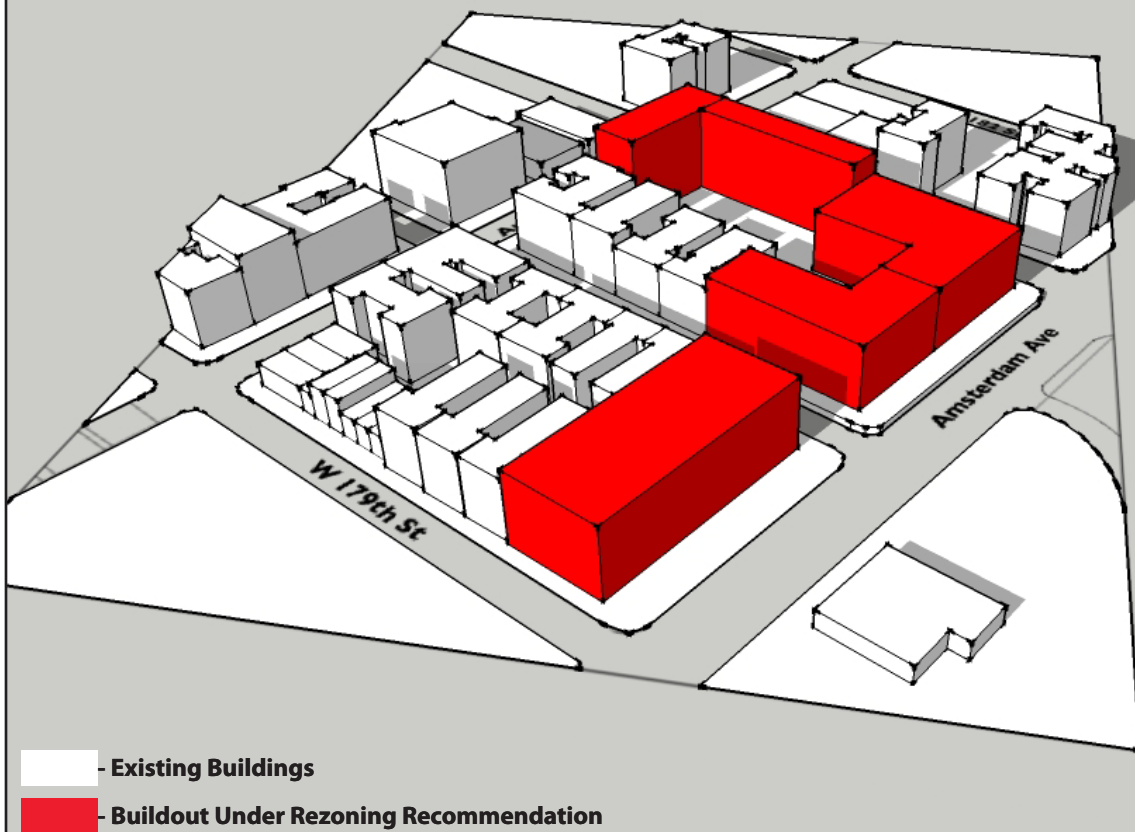 W 179th St
Amsterdam Ave
- Existing Buildings
- Buildout Under Rezoning Recommendation